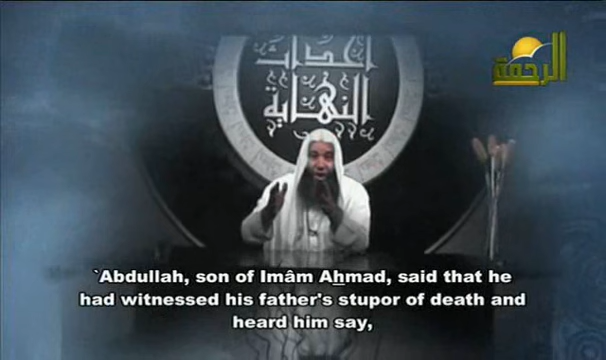 أحداث
النهاية
الرحمة
`Abdullah, son of Imâm Ahmad, said that he
had witnessed his father's stupor of death and
heard him say,